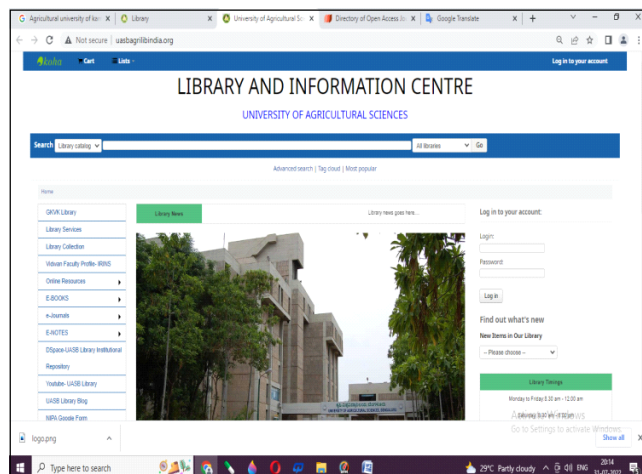 Agricultural university of kar
Library
University of Agricultural Sci
Directory of Open Access Jo
Google Translate
Not secure | uasbagrilibindia.org
koha
Cart
Lists
Log in to your account
LIBRARY AND INFORMATION CENTRE
UNIVERSITY OF AGRICULTURAL SCIENCES
Search Library catalog All libraries Go
Advanced search | Tag cloud | Most popular
Home
GKVK Library
Library Services
Library Collection
Vidwan Faculty Profile- IRINS
Online Resources
E-BOOKS
e-Journals
E-NOTES
DSpace-UASB Library Institutional
Repository
Youtube- UASB Library
UASB Library Blog
NIPA Google Form
Library News
Library news goes here...
Log in to your account:
Login:
Password:
Log in
Find out what's new
New Items in Our Library
-- Please choose --
Library Timings
Monday to Friday 8.30 am - 12.00 am
Go to Settings to activate Windows.
logo.png
Show all
Type here to search
29°C Partly cloudy
ENG
20:14